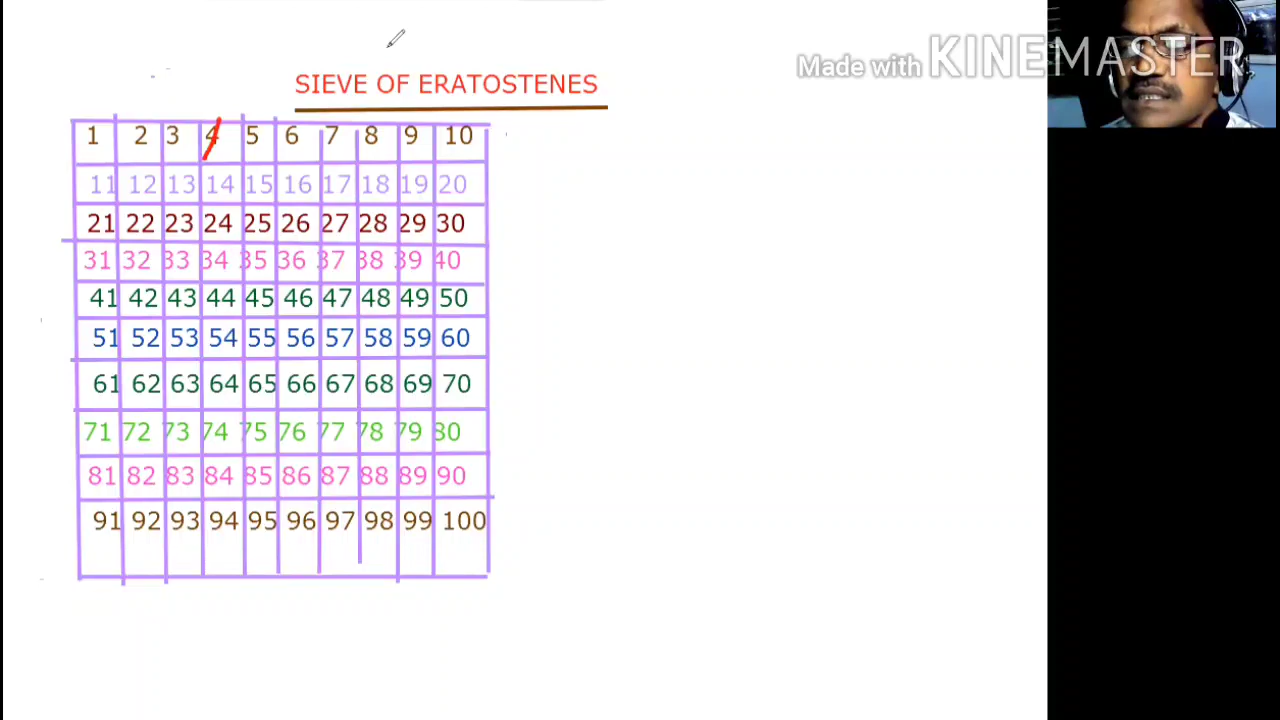 Made with KINEMASTER
SIEVE OF ERATOSTENES
1 2 3 4 5 6 7 8 9 10
11 12 13 14 15 16 17 18 19 20
21 22 23 24 25 26 27 28 29 30
31 32 33 34 35 36 37 38 39 40
41 42 43 44 45 46 47 48 49 50
51 52 53 54 55 56 57 58 59 60
61 62 63 64 65 66 67 68 69 70
71 72 73 74 75 76 77 78 79 80
81 82 83 84 85 86 87 88 89 90
91 92 93 94 95 96 97 98 99 100